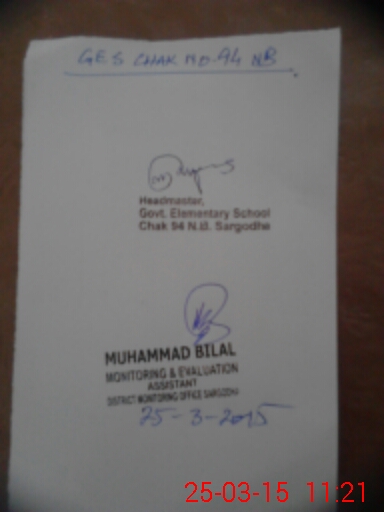 GES CHAK NO. 94 NB
Headmaster,
Govt. Elementary School
Chak 94 N.B. Sargodha
MUHAMMAD BILAL
MONITORING & EVALUATION
ASSISTANT
DISTRICT MONITORING OFFICE SARGODHA
25-3-2015
25-03-15 11:21